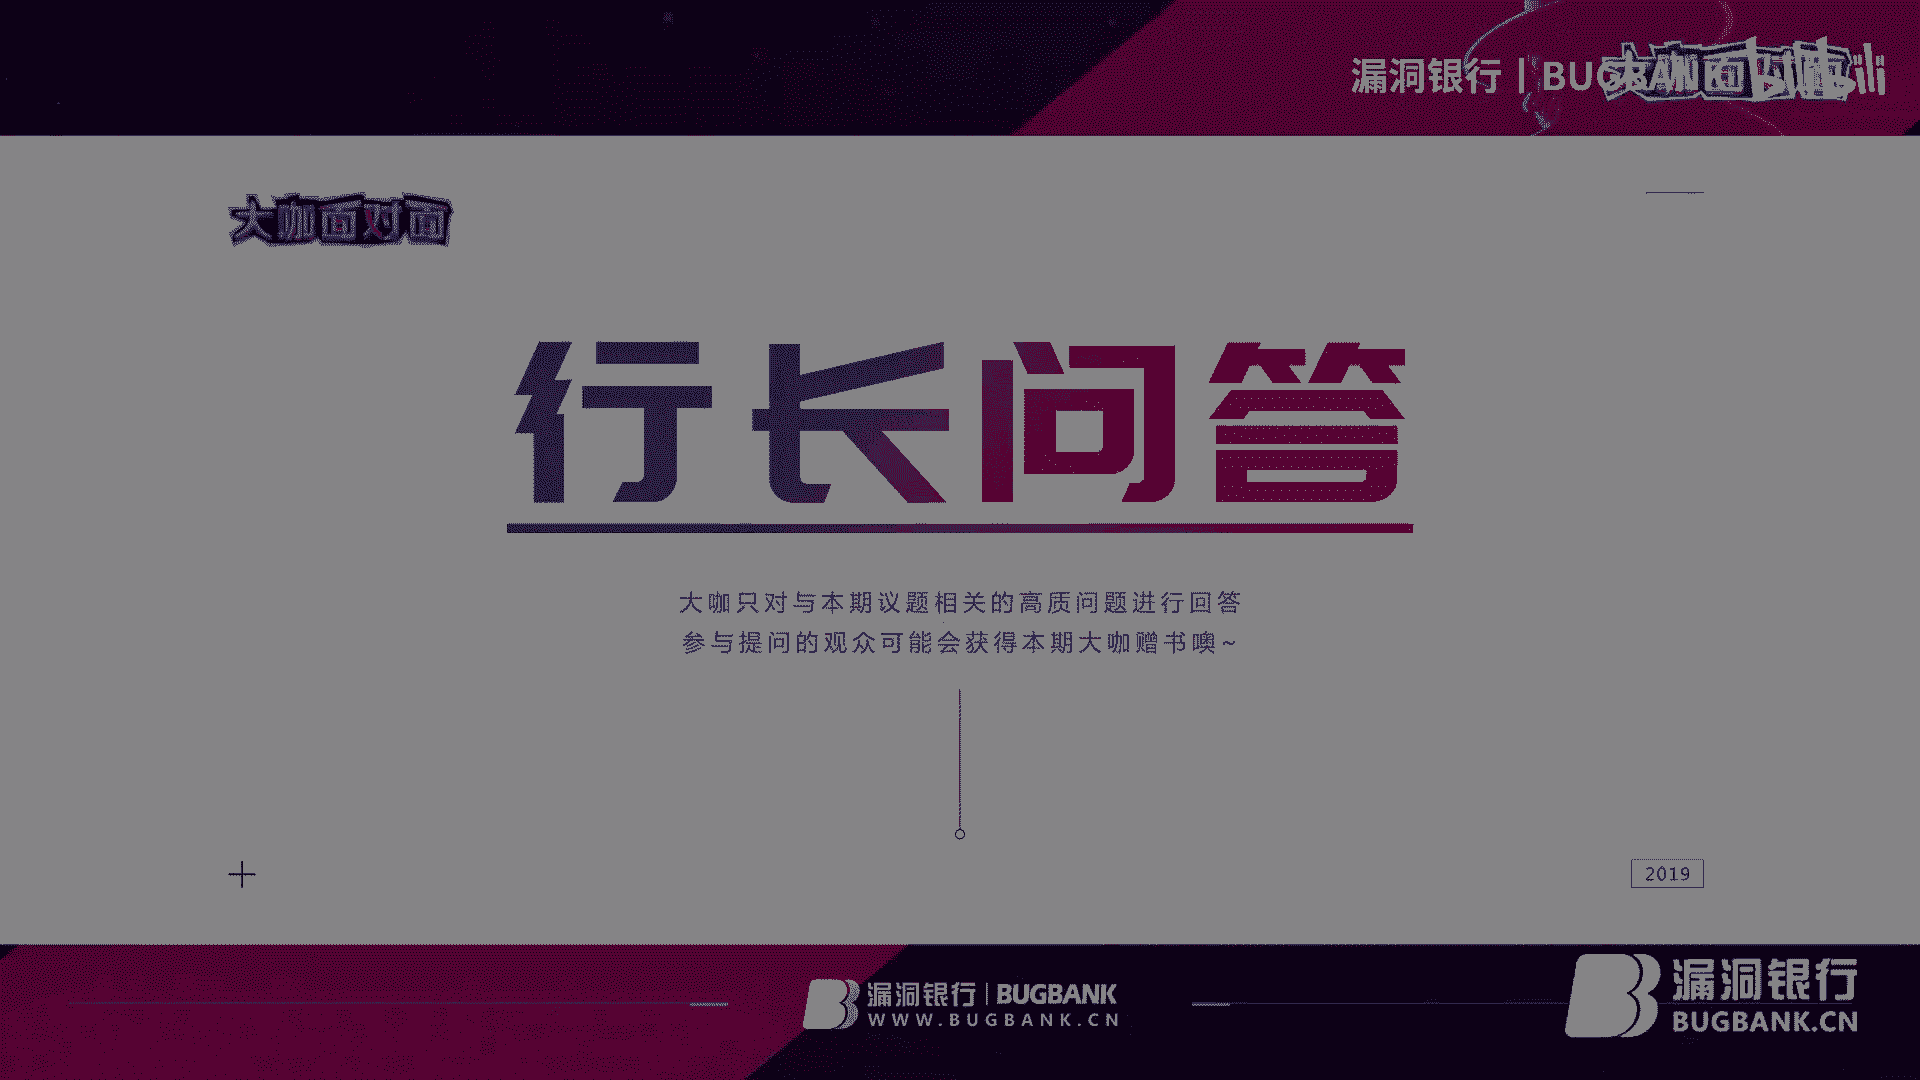 漏洞银行 | BUGBANK
大咖面对面
bilibili
大咖面对面
行长问答
大咖只对与本期议题相关的高质问题进行回答
参与提问的观众可能会获得本期大咖赠书噢~
2019
漏洞银行 | BUGBANK
WWW.BUGBANK.CN
漏洞银行
BUGBANK.CN